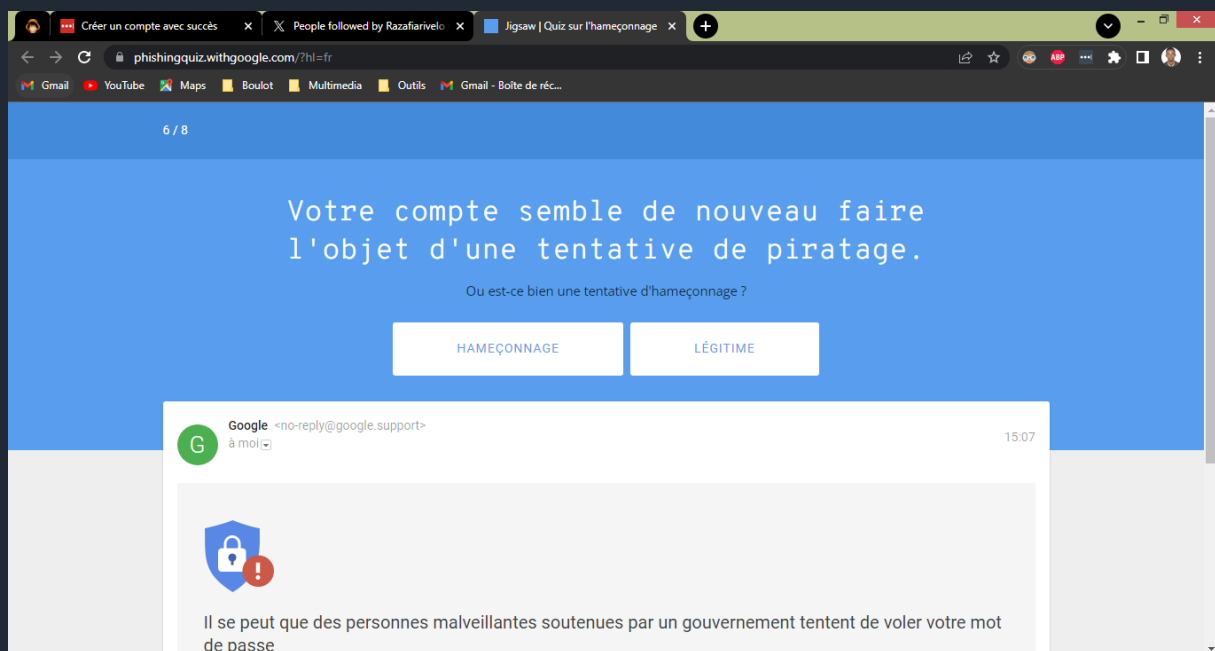 Créer un compte avec succès
People followed by Razafiarivelo
Jigsaw | Quiz sur l'hameçonnage
phishingquiz.withgoogle.com/?hl=fr
ABP
Gmail YouTube Maps Boulot Multimedia Outils Gmail - Boîte de réc...
6 / 8
Votre compte semble de nouveau faire
l'objet d'une tentative de piratage.
Ou est-ce bien une tentative d'hameçonnage ?
HAMEÇONNAGE LÉGITIME
G
Google <no-reply@google.support>
à moi
15:07
Il se peut que des personnes malveillantes soutenues par un gouvernement tentent de voler votre mot
de passe